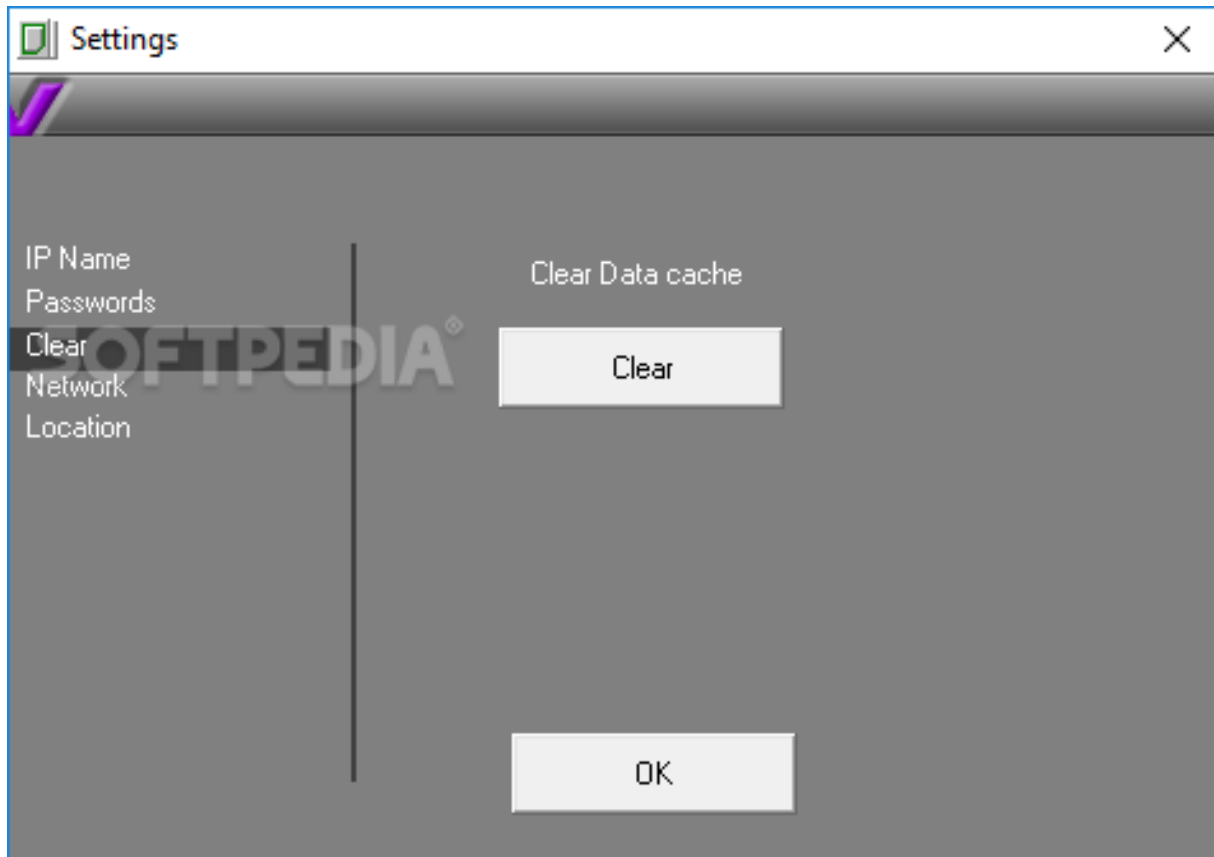 Settings
IP Name
Passwords
Clear
Network
Location
SOFTPEDIA®
Clear Data cache
Clear
OK